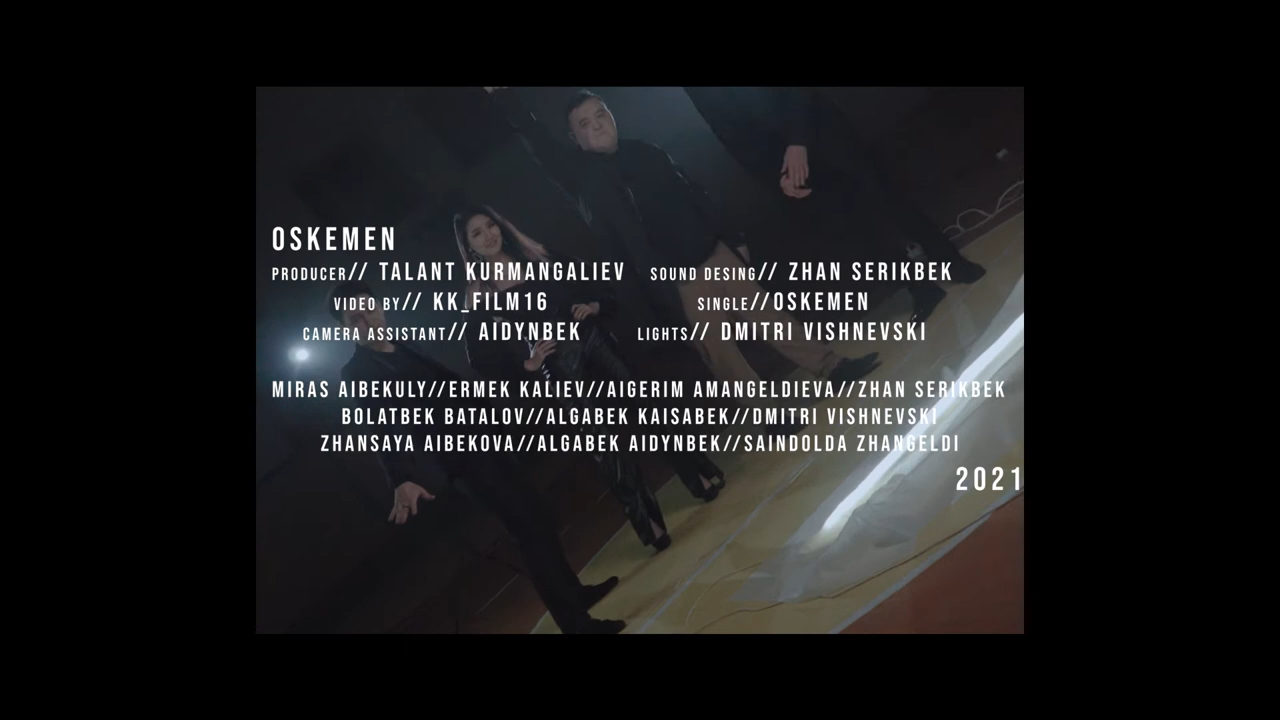 OSKEMEN
PRODUCER// TALANT KURMANGALIEV SOUND DESING// ZHAN SERIKBEK
VIDEO BY// KK_FILM16 SINGLE//OSKEMEN
CAMERA ASSISTANT// AIDYNBEK LIGHTS// DMITRI VISHNEVSKI
MIRAS AIBEKULY//ERMEK KALIEV//AIGERIM AMANGELDIEVA//ZHAN SERIKBEK
BOLATBEK BATALOV//ALGABEK KAISABEK//DMITRI VISHNEVSKI
ZHANSAYA AIBEKOVA//ALGABEK AIDYNBEK//SAINDOLDA ZHANGELDI
2021